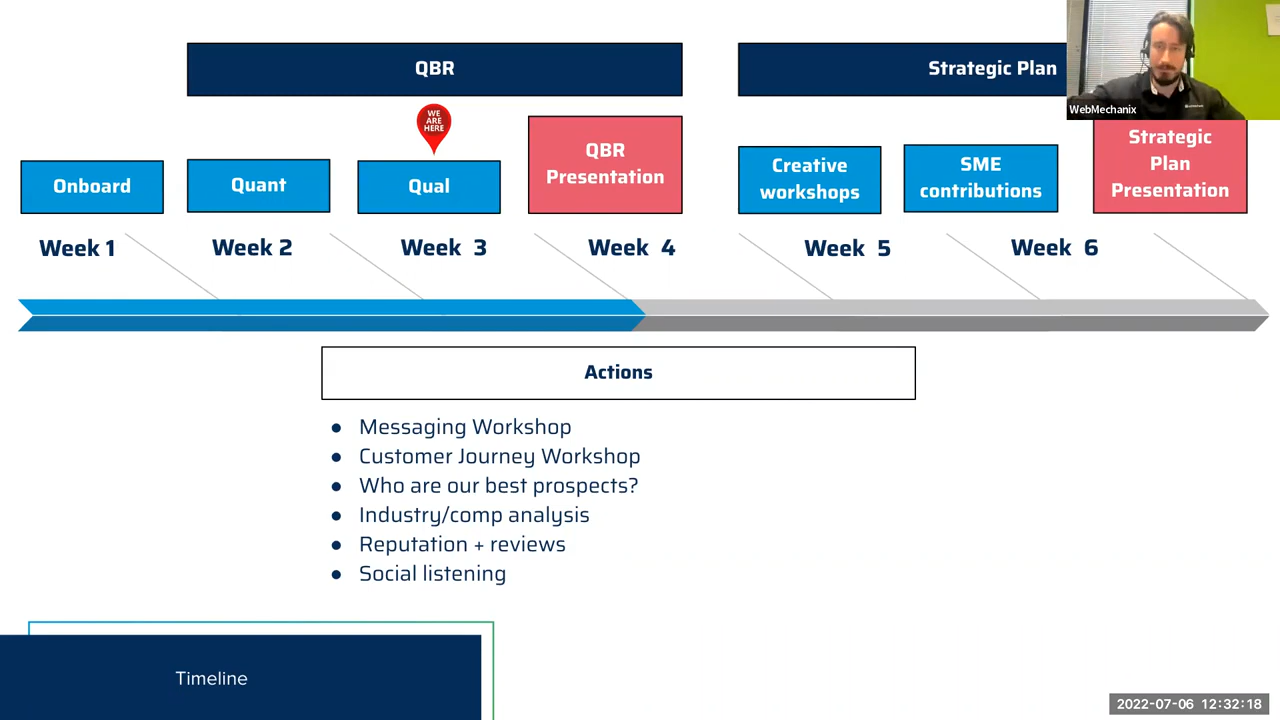 QBR
Strategic Plan
WebMechanix
WE
ARE
HERE
Onboard
Quant
Qual
QBR
Presentation
Creative
workshops
SME
contributions
Strategic
Plan
Presentation
Week 1
Week 2
Week 3
Week 4
Week 5
Week 6
Actions
● Messaging Workshop
● Customer Journey Workshop
● Who are our best prospects?
● Industry/comp analysis
● Reputation + reviews
● Social listening
Timeline
2022-07-06 12:32:18